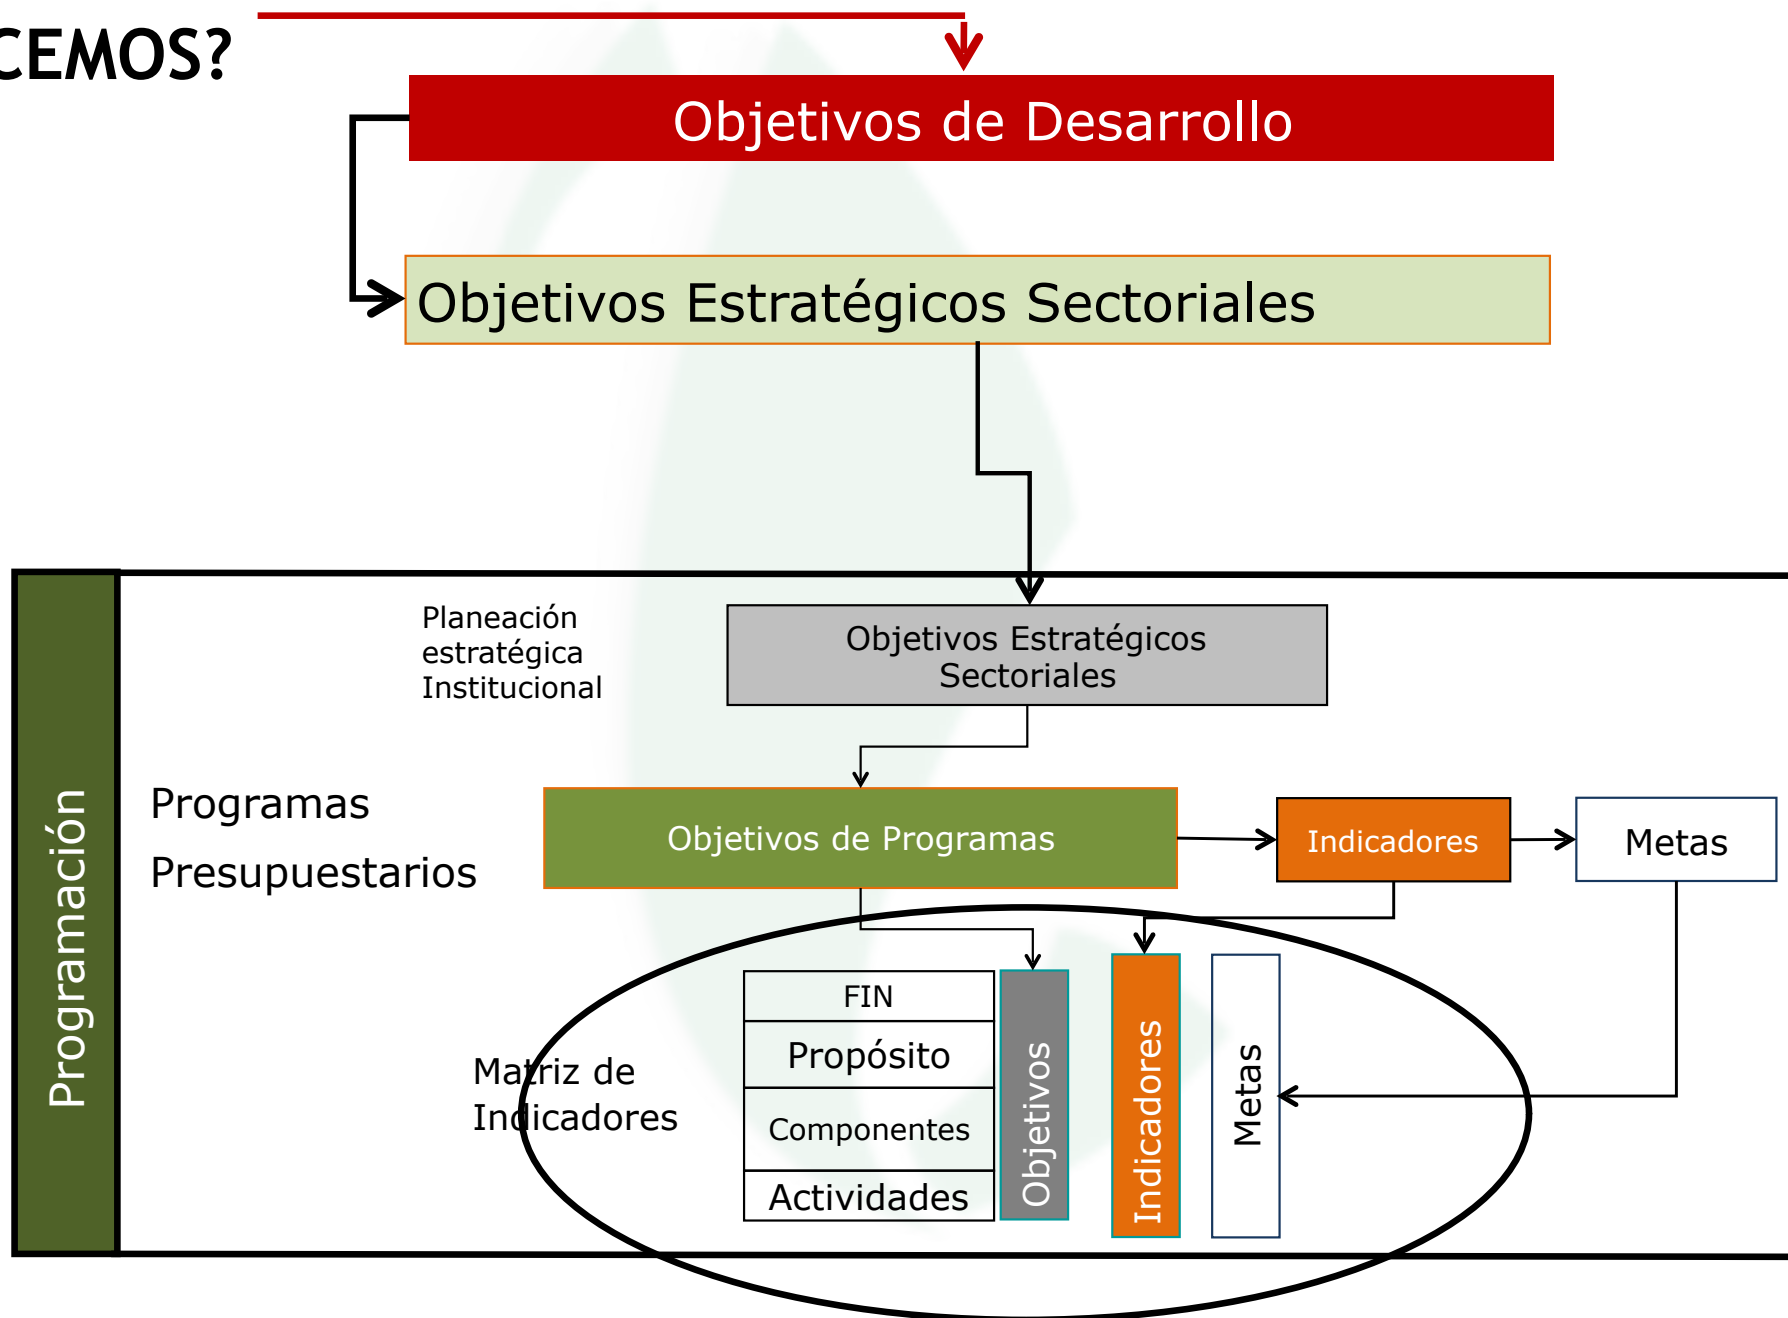 CEMOS?
Objetivos de Desarrollo
Objetivos Estratégicos Sectoriales
Planeación
estratégica
Institucional
Objetivos Estratégicos
Sectoriales
Programación
Programas
Presupuestarios
Objetivos de Programas
Indicadores
Metas
Matriz de
Indicadores
FIN
Propósito
Componentes
Actividades
Objetivos
Indicadores
Metas